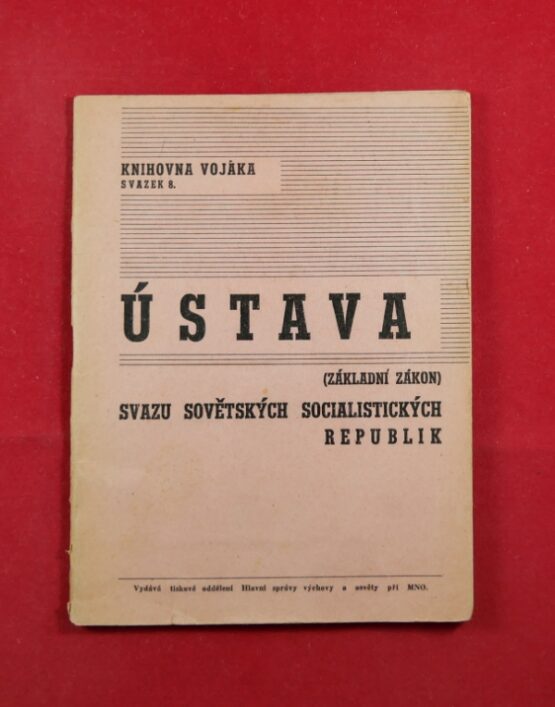 KNIHOVNA VOJÁKA
SVAZEK 8.
ÚSTAVA
(ZÁKLADNÍ ZÁKON)
SVAZU SOVĚTSKÝCH SOCIALISTICKÝCH
REPUBLIK
Vydává tiskové oddělení Hlavní správy výchovy a osvěty při MNO.